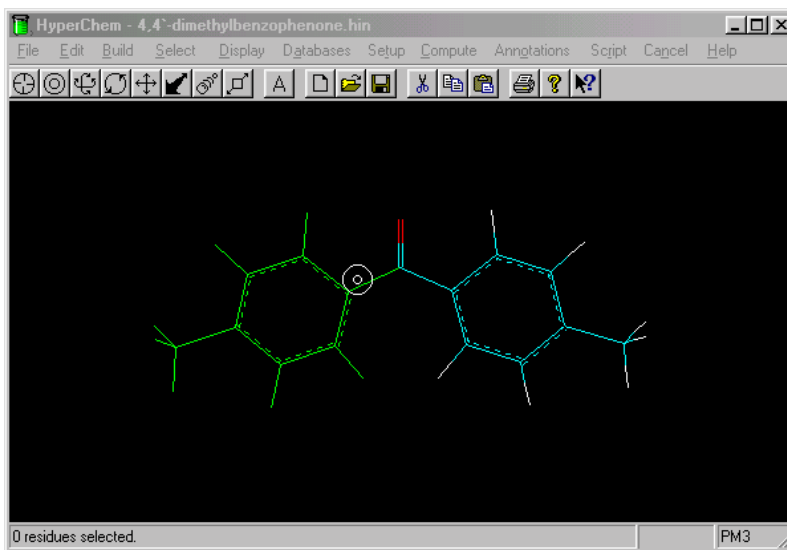 HyperChem - 4,4`-dimethylbenzophenone.hin
File Edit Build Select Display Databases Setup Compute Annotations Script Cancel Help
A ? ?
0 residues selected. PM3